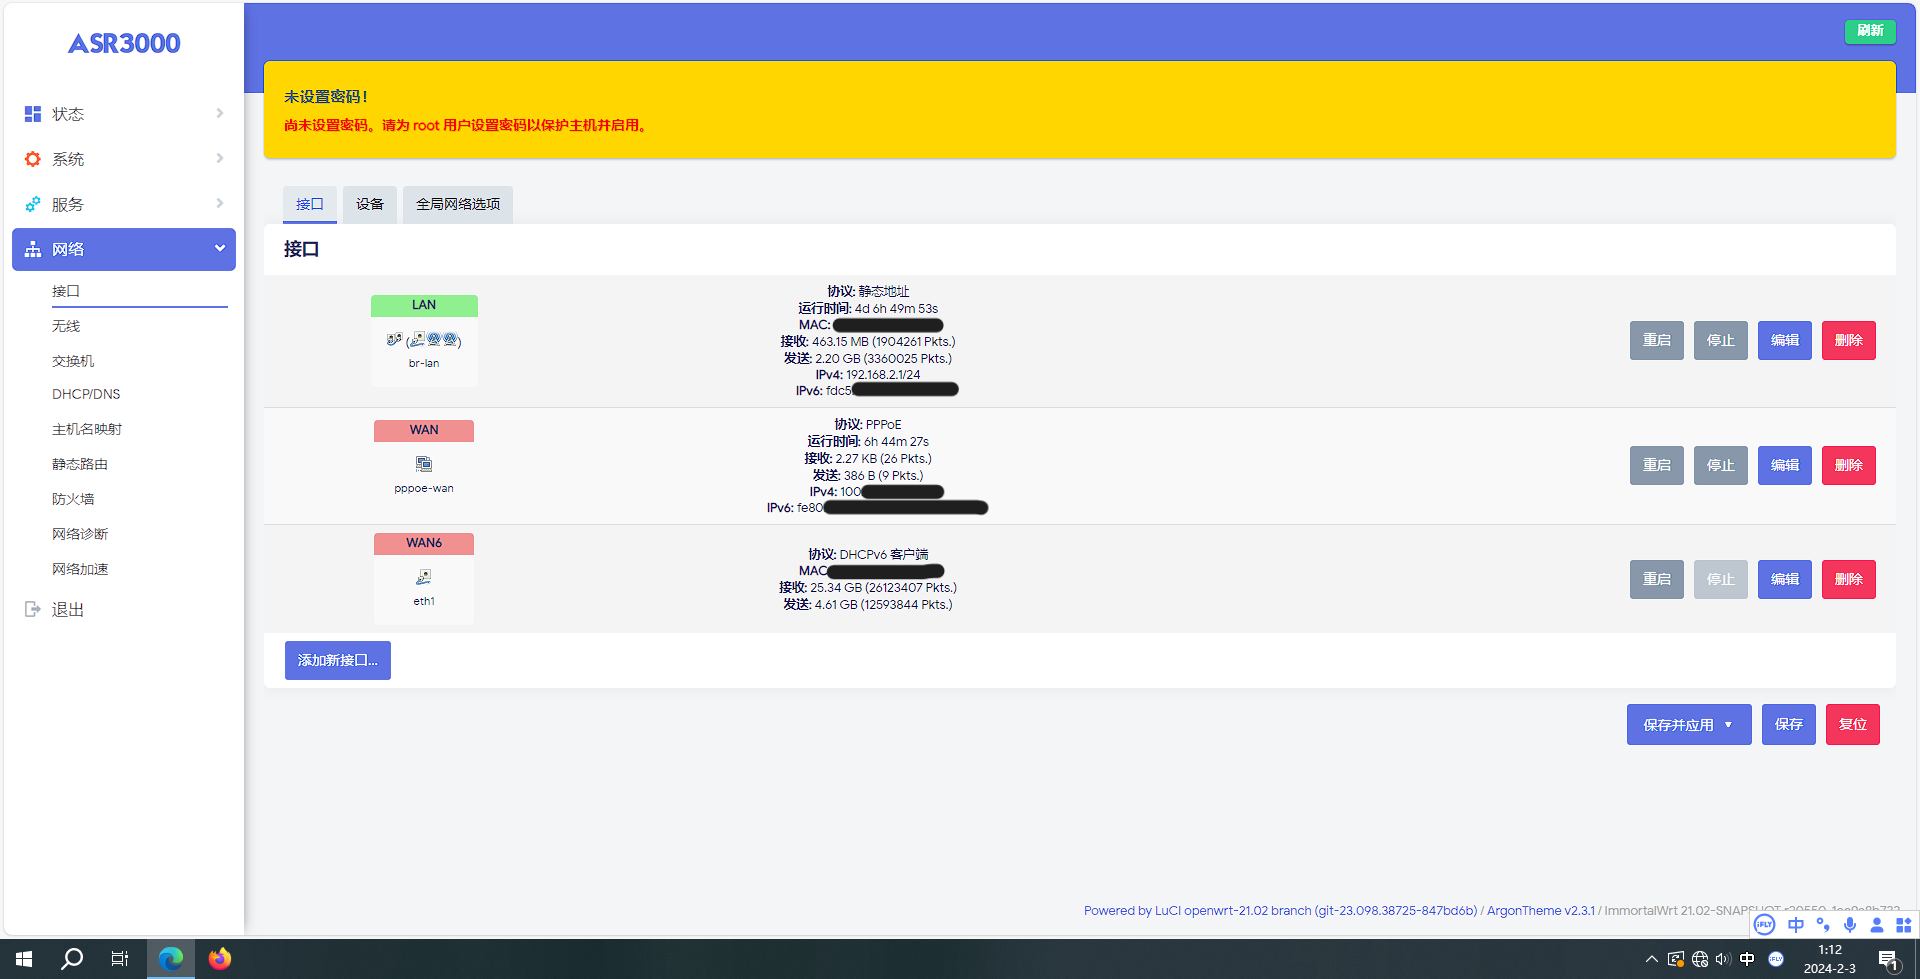 ASR3000
状态
系统
服务
网络
接口
无线
交换机
DHCP/DNS
主机名映射
静态路由
防火墙
网络诊断
网络加速
退出
刷新
未设置密码!
尚未设置密码。请为 root 用户设置密码以保护主机并启用。
接口 设备 全局网络选项
接口
LAN
br-lan
协议: 静态地址
运行时间: 4d 6h 49m 53s
MAC:
接收: 463.15 MB (1904261 Pkts.)
发送: 2.20 GB (3360025 Pkts.)
IPv4: 192.168.2.1/24
IPv6: fdc5
重启 停止 编辑 删除
WAN
pppoe-wan
协议: PPPoE
运行时间: 6h 44m 27s
接收: 2.27 KB (26 Pkts.)
发送: 386 B (9 Pkts.)
IPv4: 100
IPv6: fe80
重启 停止 编辑 删除
WAN6
eth1
协议: DHCPv6 客户端
MAC
接收: 25.34 GB (26123407 Pkts.)
发送: 4.61 GB (12593844 Pkts.)
重启 停止 编辑 删除
添加新接口...
保存并应用 保存 复位
Powered by LuCI openwrt-21.02 branch (git-23.098.38725-847bd6b) / ArgonTheme v2.3.1 / ImmortalWrt 21.02-SNAPSHOT
iFLY 中
中 iFLY
1:12
2024-2-3
1